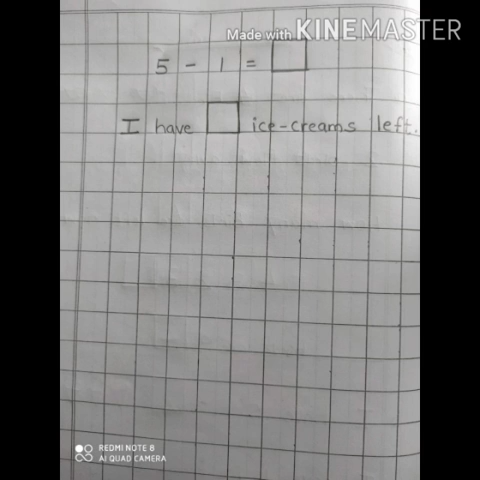 Made with KINEMASTER
5 - 1 = 
I have ice-creams left.
REDMI NOTE 8
AI QUAD CAMERA